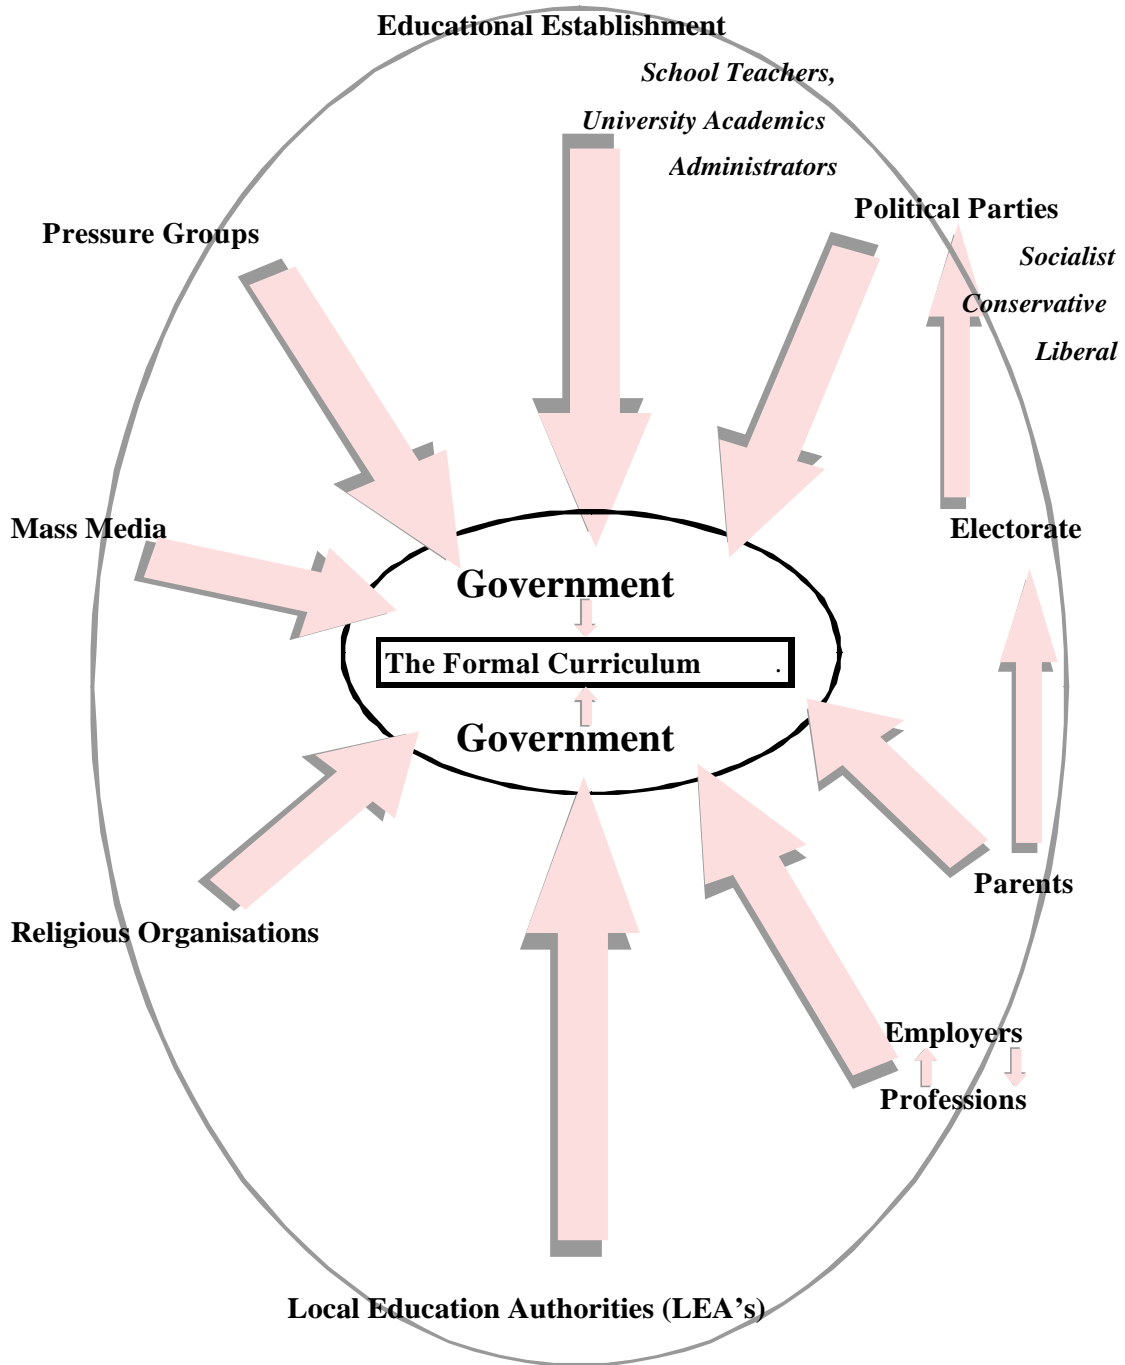 Educational Establishment
School Teachers,
University Academics
Administrators
Political Parties
Pressure Groups
Socialist
Conservative
Liberal
Mass Media
Electorate
Government
The Formal Curriculum .
Government
Parents
Religious Organisations
Employers
Professions
Local Education Authorities (LEA’s)